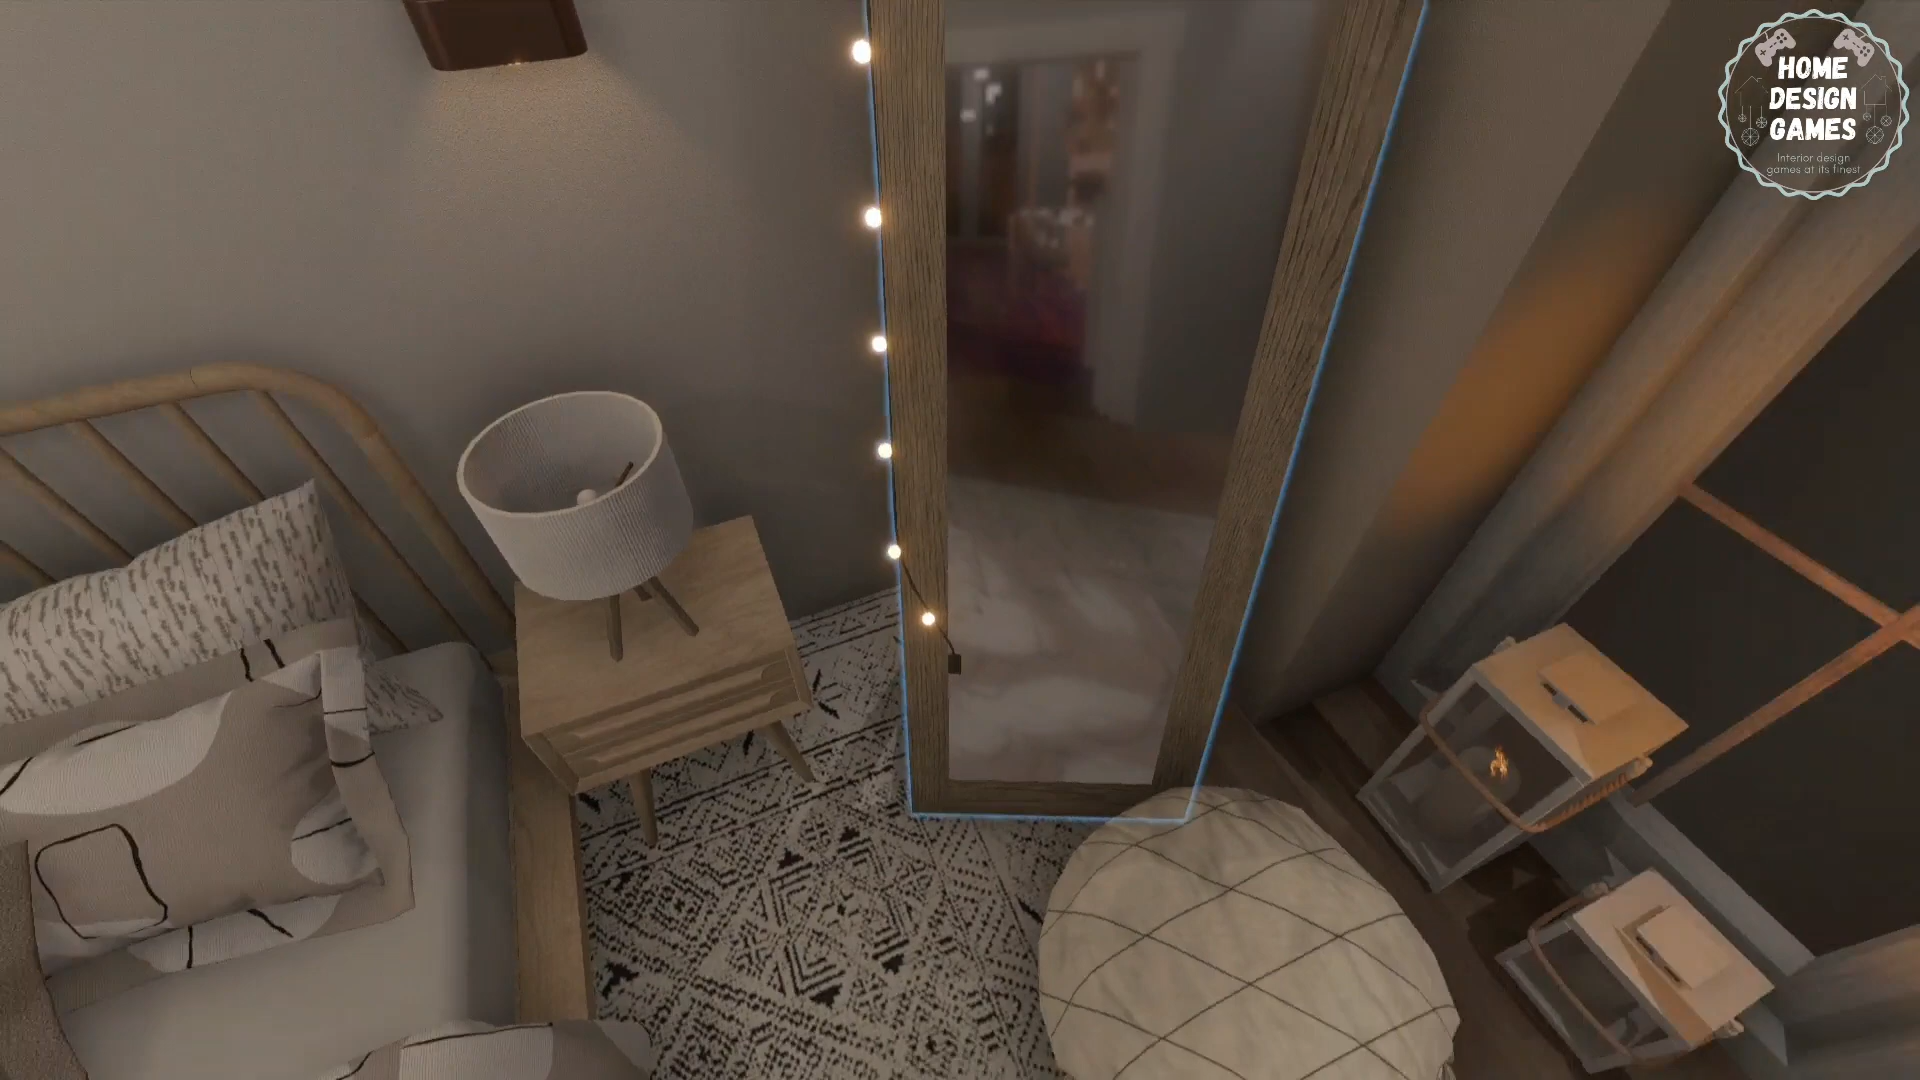 HOME
DESIGN
GAMES
Interior design
games at its finest